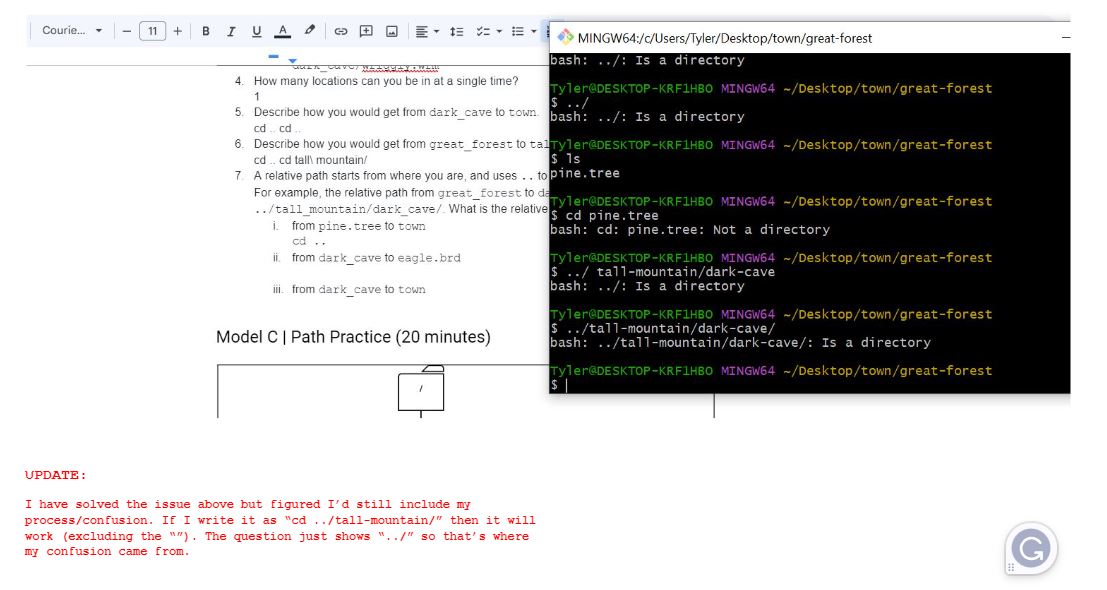 Courie...
11
B I U A
MINGW64:/c/Users/Tyler/Desktop/town/great-forest
dark_cave/wriggly.wrm
4. How many locations can you be in at a single time?
1
5. Describe how you would get from dark_cave to town.
cd .. cd ..
6. Describe how you would get from great_forest to tal
cd .. cd tall\ mountain/
7. A relative path starts from where you are, and uses .. to
For example, the relative path from great_forest to da
../tall_mountain/dark_cave/. What is the relative
i. from pine.tree to town
cd ..
ii. from dark_cave to eagle.brd
iii. from dark_cave to town
Model C | Path Practice (20 minutes)
/
bash: ../: Is a directory
Tyler@DESKTOP-KRF1HBO MINGW64 ~/Desktop/town/great-forest
$ ../
bash: ../: Is a directory
Tyler@DESKTOP-KRF1HBO MINGW64 ~/Desktop/town/great-forest
$ ls
pine.tree
Tyler@DESKTOP-KRF1HBO MINGW64 ~/Desktop/town/great-forest
$ cd pine.tree
bash: cd: pine.tree: Not a directory
Tyler@DESKTOP-KRF1HBO MINGW64 ~/Desktop/town/great-forest
$ ../ tall-mountain/dark-cave
bash: ../: Is a directory
Tyler@DESKTOP-KRF1HBO MINGW64 ~/Desktop/town/great-forest
$ ../tall-mountain/dark-cave/
bash: ../tall-mountain/dark-cave/: Is a directory
Tyler@DESKTOP-KRF1HBO MINGW64 ~/Desktop/town/great-forest
$
UPDATE:
I have solved the issue above but figured I’d still include my
process/confusion. If I write it as “cd ../tall-mountain/” then it will
work (excluding the “”). The question just shows “../” so that’s where
my confusion came from.
G